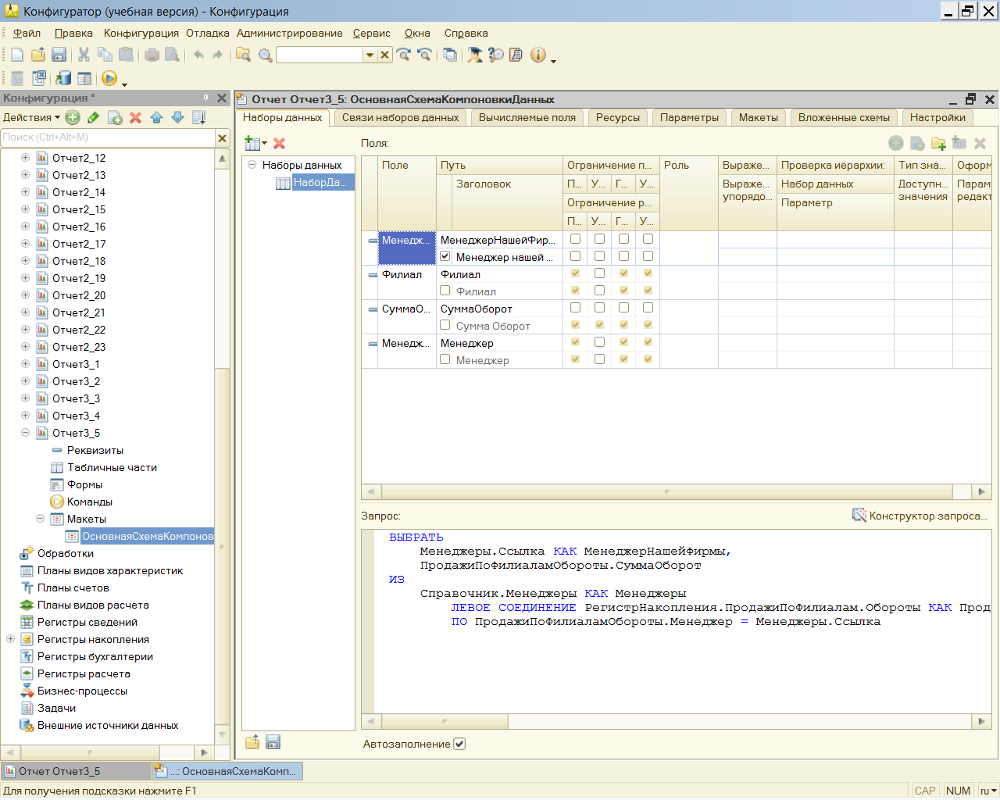 Конфигуратор (учебная версия) - Конфигурация
Файл Правка Конфигурация Отладка Администрирование Сервис Окна Справка
Конфигурация *
Действия
Поиск (Ctrl+Alt+M)
Отчет2_12
Отчет2_13
Отчет2_14
Отчет2_15
Отчет2_16
Отчет2_17
Отчет2_18
Отчет2_19
Отчет2_20
Отчет2_21
Отчет2_22
Отчет2_23
Отчет3_1
Отчет3_2
Отчет3_3
Отчет3_4
Отчет3_5
Реквизиты
Табличные части
Формы
Команды
Макеты
ОсновнаяСхемаКомпонов
Обработки
Планы видов характеристик
Планы счетов
Планы видов расчета
Регистры сведений
Регистры накопления
Регистры бухгалтерии
Регистры расчета
Бизнес-процессы
Задачи
Внешние источники данных
Отчет Отчет3_5: ОсновнаяСхемаКомпоновкиДанных
Наборы данных Связи наборов данных Вычисляемые поля Ресурсы Параметры Макеты Вложенные схемы Настройки
Наборы данных
НаборДа...
Поля:
Поле Путь Ограничение п... Роль Выраже... Проверка иерархии: Тип зна... Оформ
Заголовок П... У... Г... У... Выраже... упорядо... Набор данных Доступн... значения Парам редакт
Ограничение р... Параметр
П... У... Г... У...
Менедж... МенеджерНашейФир...
Менеджер нашей ...
Филиал Филиал
Филиал
СуммаО... СуммаОборот
Сумма Оборот
Менедж... Менеджер
Менеджер
Запрос:
Конструктор запроса...
ВЫБРАТЬ
Менеджеры.Ссылка КАК МенеджерНашейФирмы,
ПродажиПоФилиаламОбороты.СуммаОборот
ИЗ
Справочник.Менеджеры КАК Менеджеры
ЛЕВОЕ СОЕДИНЕНИЕ РегистрНакопления.ПродажиПоФилиалам.Обороты КАК Прод
ПО ПродажиПоФилиаламОбороты.Менеджер = Менеджеры.Ссылка
Автозаполнение
Отчет Отчет3_5
...: ОсновнаяСхемаКомп...
Для получения подсказки нажмите F1
CAP NUM ru